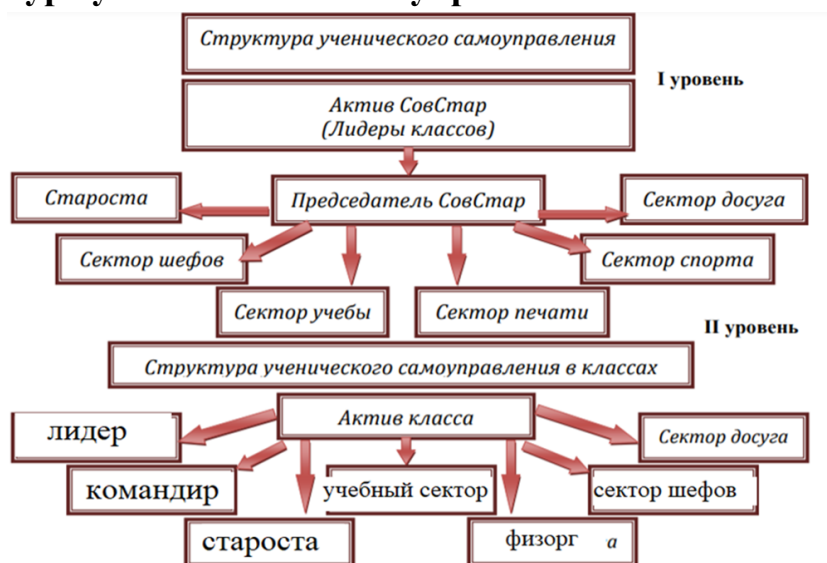 Структура ученического самоуправления
I уровень
Актив СовСтар
(Лидеры классов)
Староста
Председатель СовСтар
Сектор досуга
Сектор шефов
Сектор спорта
Сектор учебы
Сектор печати
II уровень
Структура ученического самоуправления в классах
Актив класса
лидер
Сектор досуга
командир
учебный сектор
сектор шефов
староста
физорг а